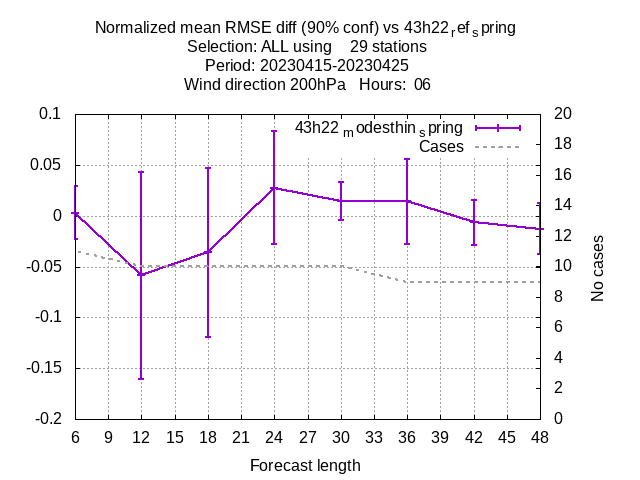 Normalized mean RMSE diff (90% conf) vs 43h22refspring
Selection: ALL using 29 stations
Period: 20230415-20230425
Wind direction 200hPa Hours: 06
43h22modesthinspring
Cases
0.1
0.05
0
-0.05
-0.1
-0.15
-0.2
20
18
16
14
12
10
8
6
4
2
0
No cases
6 9 12 15 18 21 24 27 30 33 36 39 42 45 48
Forecast length